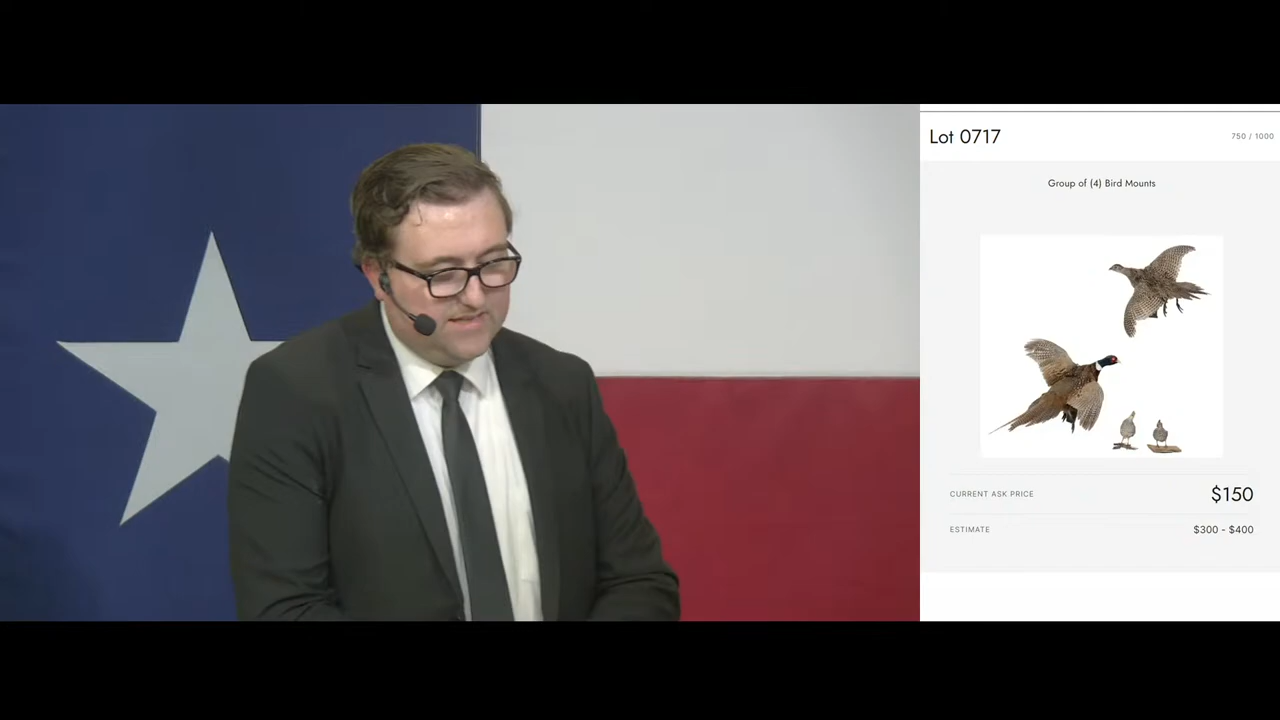 Lot 0717
750 / 1000
Group of (4) Bird Mounts
CURRENT ASK PRICE
$150
ESTIMATE
$300 - $400